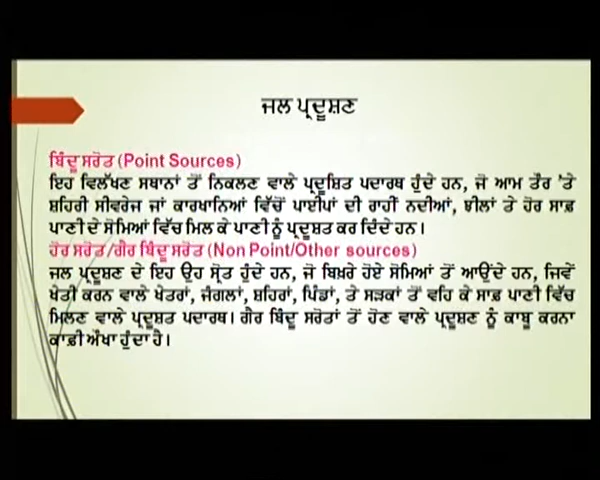 ਜਲ ਪ੍ਰਦੂਸ਼ਣ
ਬਿੰਦੂ ਸਰੋਤ (Point Sources)
ਇਹ ਵਿਲੱਖਣ ਸਥਾਨਾਂ ਤੋਂ ਨਿਕਲਣ ਵਾਲੇ ਪ੍ਰਦੂਸ਼ਿਤ ਪਦਾਰਥ ਹੁੰਦੇ ਹਨ, ਜੋ ਆਮ ਤੌਰ 'ਤੇ
ਸ਼ਹਿਰੀ ਸੀਵਰੇਜ ਜਾਂ ਕਾਰਖਾਨਿਆਂ ਵਿੱਚੋਂ ਪਾਈਪਾਂ ਦੀ ਰਾਹੀਂ ਨਦੀਆਂ, ਝੀਲਾਂ ਤੇ ਹੋਰ ਸਾਫ਼
ਪਾਣੀ ਦੇ ਸੋਮਿਆਂ ਵਿੱਚ ਮਿਲ ਕੇ ਪਾਣੀ ਨੂੰ ਪ੍ਰਦੂਸ਼ਤ ਕਰ ਦਿੰਦੇ ਹਨ।
ਹੋਰ ਸਰੋਤ/ਗੈਰ ਬਿੰਦੂ ਸਰੋਤ (Non Point/Other sources)
ਜਲ ਪ੍ਰਦੂਸ਼ਣ ਦੇ ਇਹ ਉਹ ਸ੍ਰੋਤ ਹੁੰਦੇ ਹਨ, ਜੋ ਬਿਖ਼ਰੇ ਹੋਏ ਸੋਮਿਆਂ ਤੋਂ ਆਉਂਦੇ ਹਨ, ਜਿਵੇਂ
ਖੇਤੀ ਕਰਨ ਵਾਲੇ ਖੇਤਰਾਂ, ਜੰਗਲਾਂ, ਸ਼ਹਿਰਾਂ, ਪਿੰਡਾਂ, ਤੇ ਸੜਕਾਂ ਤੋਂ ਵਹਿ ਕੇ ਸਾਫ਼ ਪਾਣੀ ਵਿੱਚ
ਮਿਲਣ ਵਾਲੇ ਪ੍ਰਦੂਸ਼ਤ ਪਦਾਰਥ। ਗੈਰ ਬਿੰਦੂ ਸਰੋਤਾਂ ਤੋਂ ਹੋਣ ਵਾਲੇ ਪ੍ਰਦੂਸ਼ਣ ਨੂੰ ਕਾਬੂ ਕਰਨਾ
ਕਾਫ਼ੀ ਔਖਾ ਹੁੰਦਾ ਹੈ।